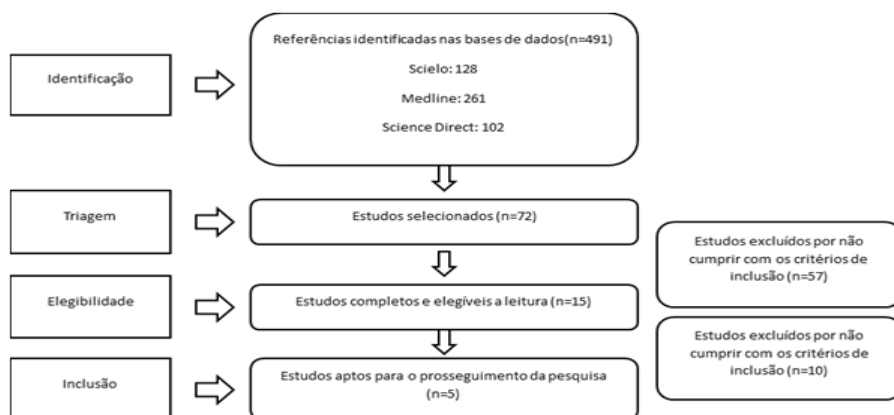 Identificação
Referências identificadas nas bases de dados(n=491)
Scielo: 128
Medline: 261
Science Direct: 102
Triagem
Estudos selecionados (n=72)
Estudos excluídos por não
cumprir com os critérios de
inclusão (n=57)
Elegibilidade
Estudos completos e elegíveis a leitura (n=15)
Estudos excluídos por não
cumprir com os critérios de
inclusão (n=10)
Inclusão
Estudos aptos para o prosseguimento da pesquisa
(n=5)